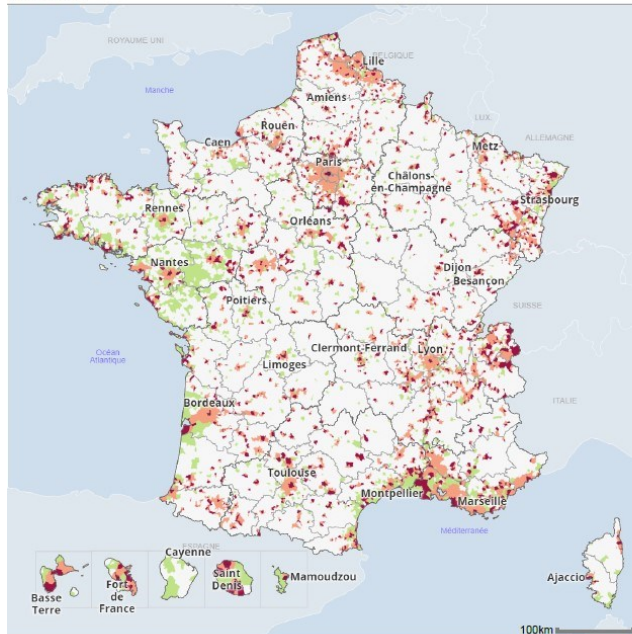 ROYAUME UNI
BELGIQUE
Lille
Manche
Amiens
LUX.
Rouën
ALLEMAGNE
Caen
Metz
Paris
Châlons-
en-Champagne
Strasbourg
Rennes
Orléans
Nantes
Dijon
Besançon
Poitiers
SUISSE
Océan
Atlantique
Clermont-Ferrand
Lyon
Limoges
ITALIE
Bordeaux
Toulouse
Montpellier
Marseille
Méditerranée
ESPAGNE
Cayenne
Saint
Denis
Mamoudzou
Basse
Terre
Fort
de
France
Ajaccio
100km